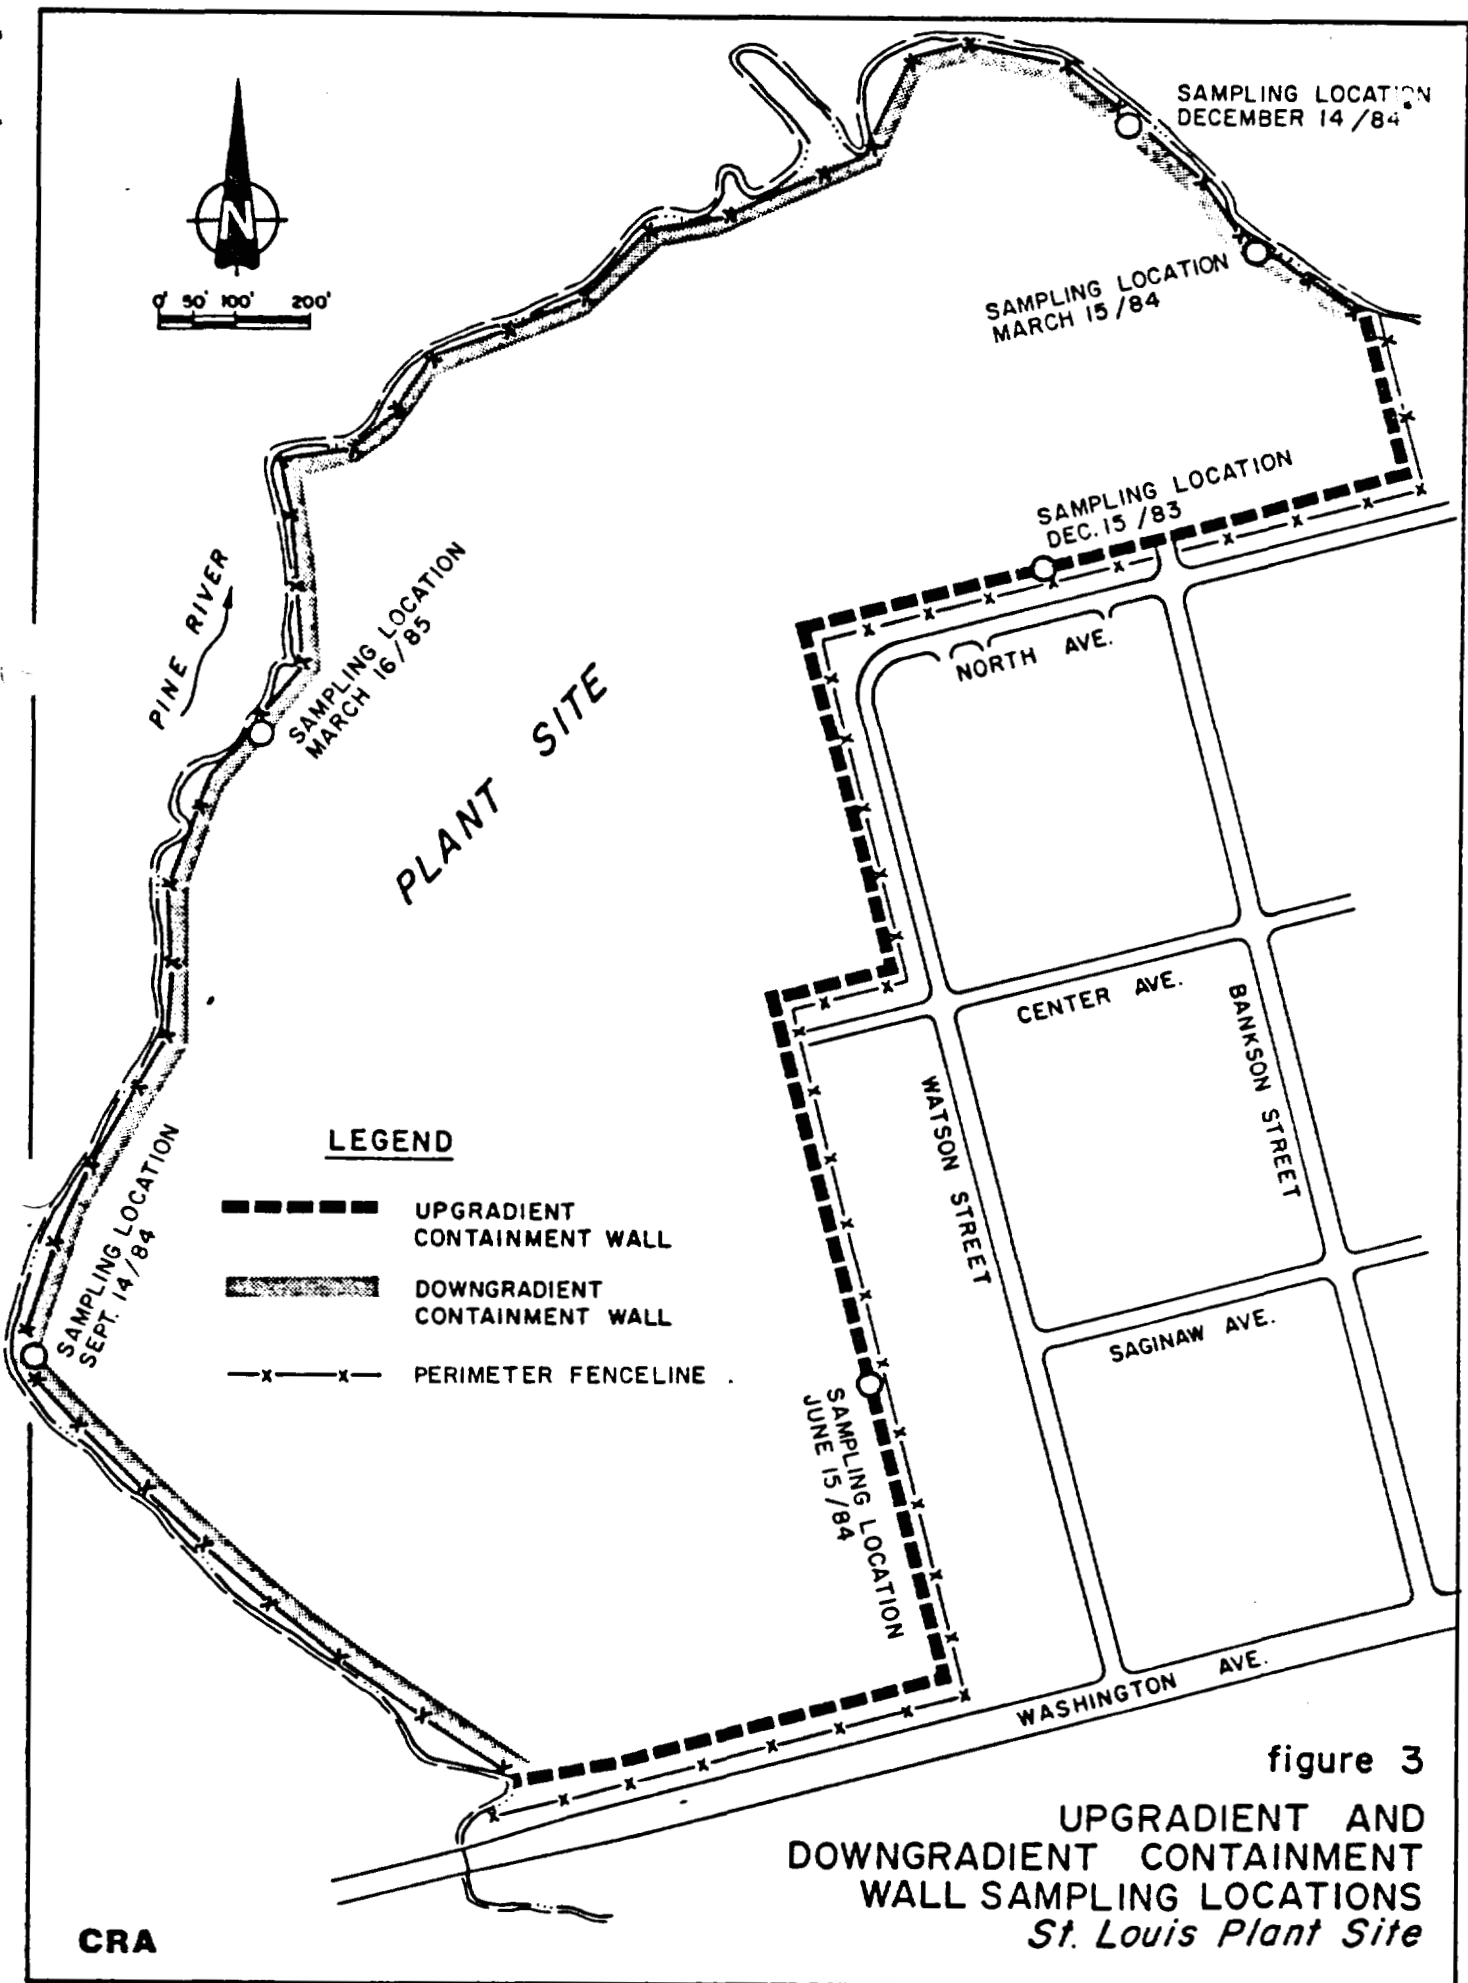 SAMPLING LOCATION
DECEMBER 14/84
N
0' 50' 100' 200'
SAMPLING LOCATION
MARCH 15/84
SAMPLING LOCATION
DEC. 15/83
PINE RIVER
SAMPLING LOCATION
MARCH 16/85
NORTH AVE.
PLANT SITE
CENTER AVE.
BANKSON STREET
WATSON STREET
SAMPLING LOCATION
SEPT. 14/84
LEGEND
UPGRADIENT
CONTAINMENT WALL
DOWNGRADIENT
CONTAINMENT WALL
PERIMETER FENCELINE
SAGINAW AVE.
SAMPLING LOCATION
JUNE 15/84
WASHINGTON AVE.
figure 3
UPGRADIENT AND
DOWNGRADIENT CONTAINMENT
WALL SAMPLING LOCATIONS
St. Louis Plant Site
CRA